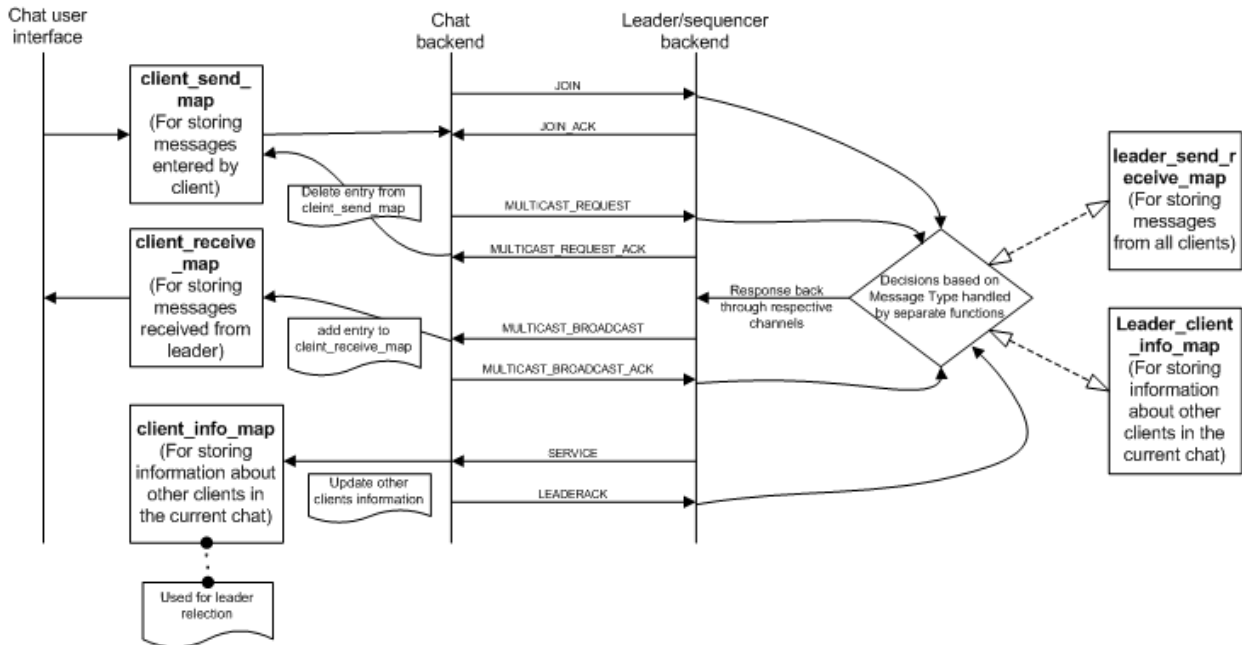 Chat user
interface
Chat
backend
Leader/sequencer
backend
client_send_
map
(For storing
messages
entered by
client)
JOIN
JOIN_ACK
Delete entry from
cleint_send_map
MULTICAST_REQUEST
MULTICAST_REQUEST_ACK
client_receive
_map
(For storing
messages
received from
leader)
add entry to
cleint_receive_map
Response back
through respective
channels
MULTICAST_BROADCAST
MULTICAST_BROADCAST_ACK
Decisions based on
Message Type handled
by separate functions
leader_send_r
eceive_map
(For storing
messages
from all clients)
Leader_client
_info_map
(For storing
information
about other
clients in the
current chat)
client_info_map
(For storing
information about
other clients in
the current chat)
SERVICE
Update other
clients information
LEADERACK
Used for leader
relection